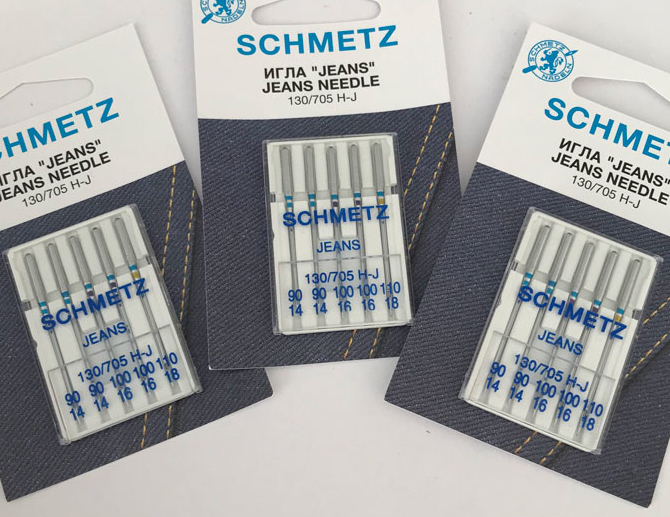 SCHMETZ
ИГЛА "JEANS"
JEANS NEEDLE
130/705 H-J
SCHMETZ
JEANS
130/705 H-J
90 90 100 100 110
14 14 16 16 18
SCHMETZ
ИГЛА "JEANS"
JEANS NEEDLE
130/705 H-J
SCHMETZ
JEANS
130/705 H-J
90 90 100 100 110
14 14 16 16 18
SCHMETZ
NADELN
SCHMET
ИГЛА "JEANS"
JEANS NEEDLE
130/705 H-J
SCHMETZ
JEANS
130/705 H-J
90 90 100 100 110
14 14 16 16 18